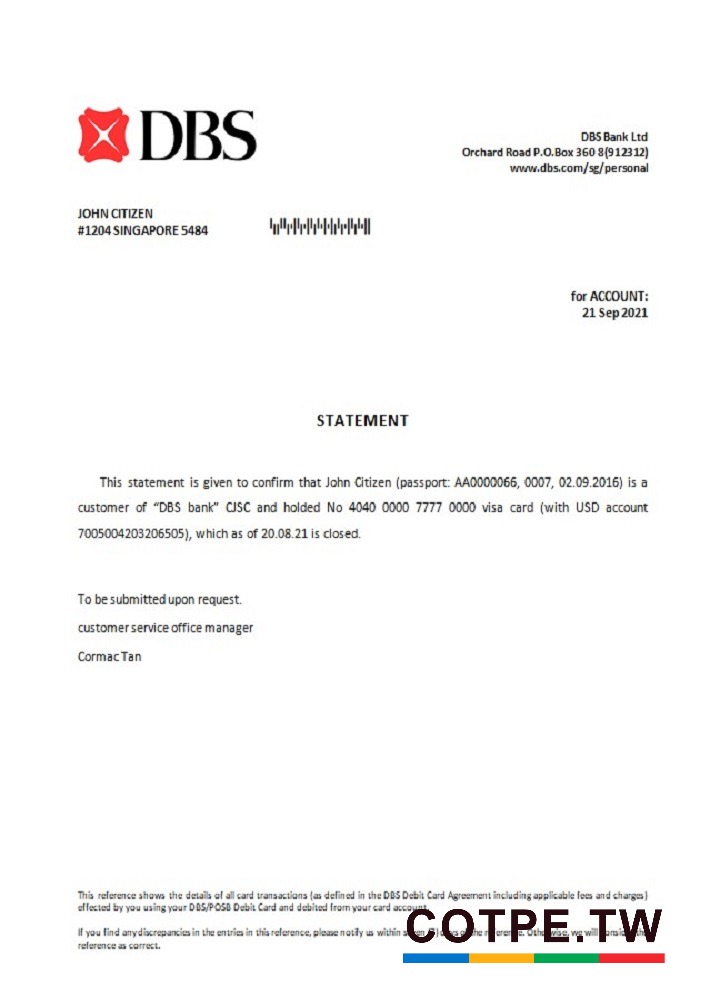 DBS
DBS Bank Ltd
Orchard Road P.O.Box 360 8(912312)
www.dbs.com/sg/personal
JOHN CITIZEN
#1204 SINGAPORE 5484
for ACCOUNT:
21 Sep 2021
STATEMENT
This statement is given to confirm that John Citizen (passport: AA0000066, 0007, 02.09.2016) is a
customer of “DBS bank” CJSC and holded No 4040 0000 7777 0000 visa card (with USD account
7005004203206505), which as of 20.08.21 is closed.
To be submitted upon request.
customer service office manager
Cormac Tan
This reference shows the details of all card transactions (as defined in the DBS Debit Card Agreement including applicable fees and charges)
effected by you using your DBS/POSB Debit Card and debited from your card account.
If you find any discrepancies in the entries in this reference, please notify us within of the we will the
reference as correct.
COTPE.TW